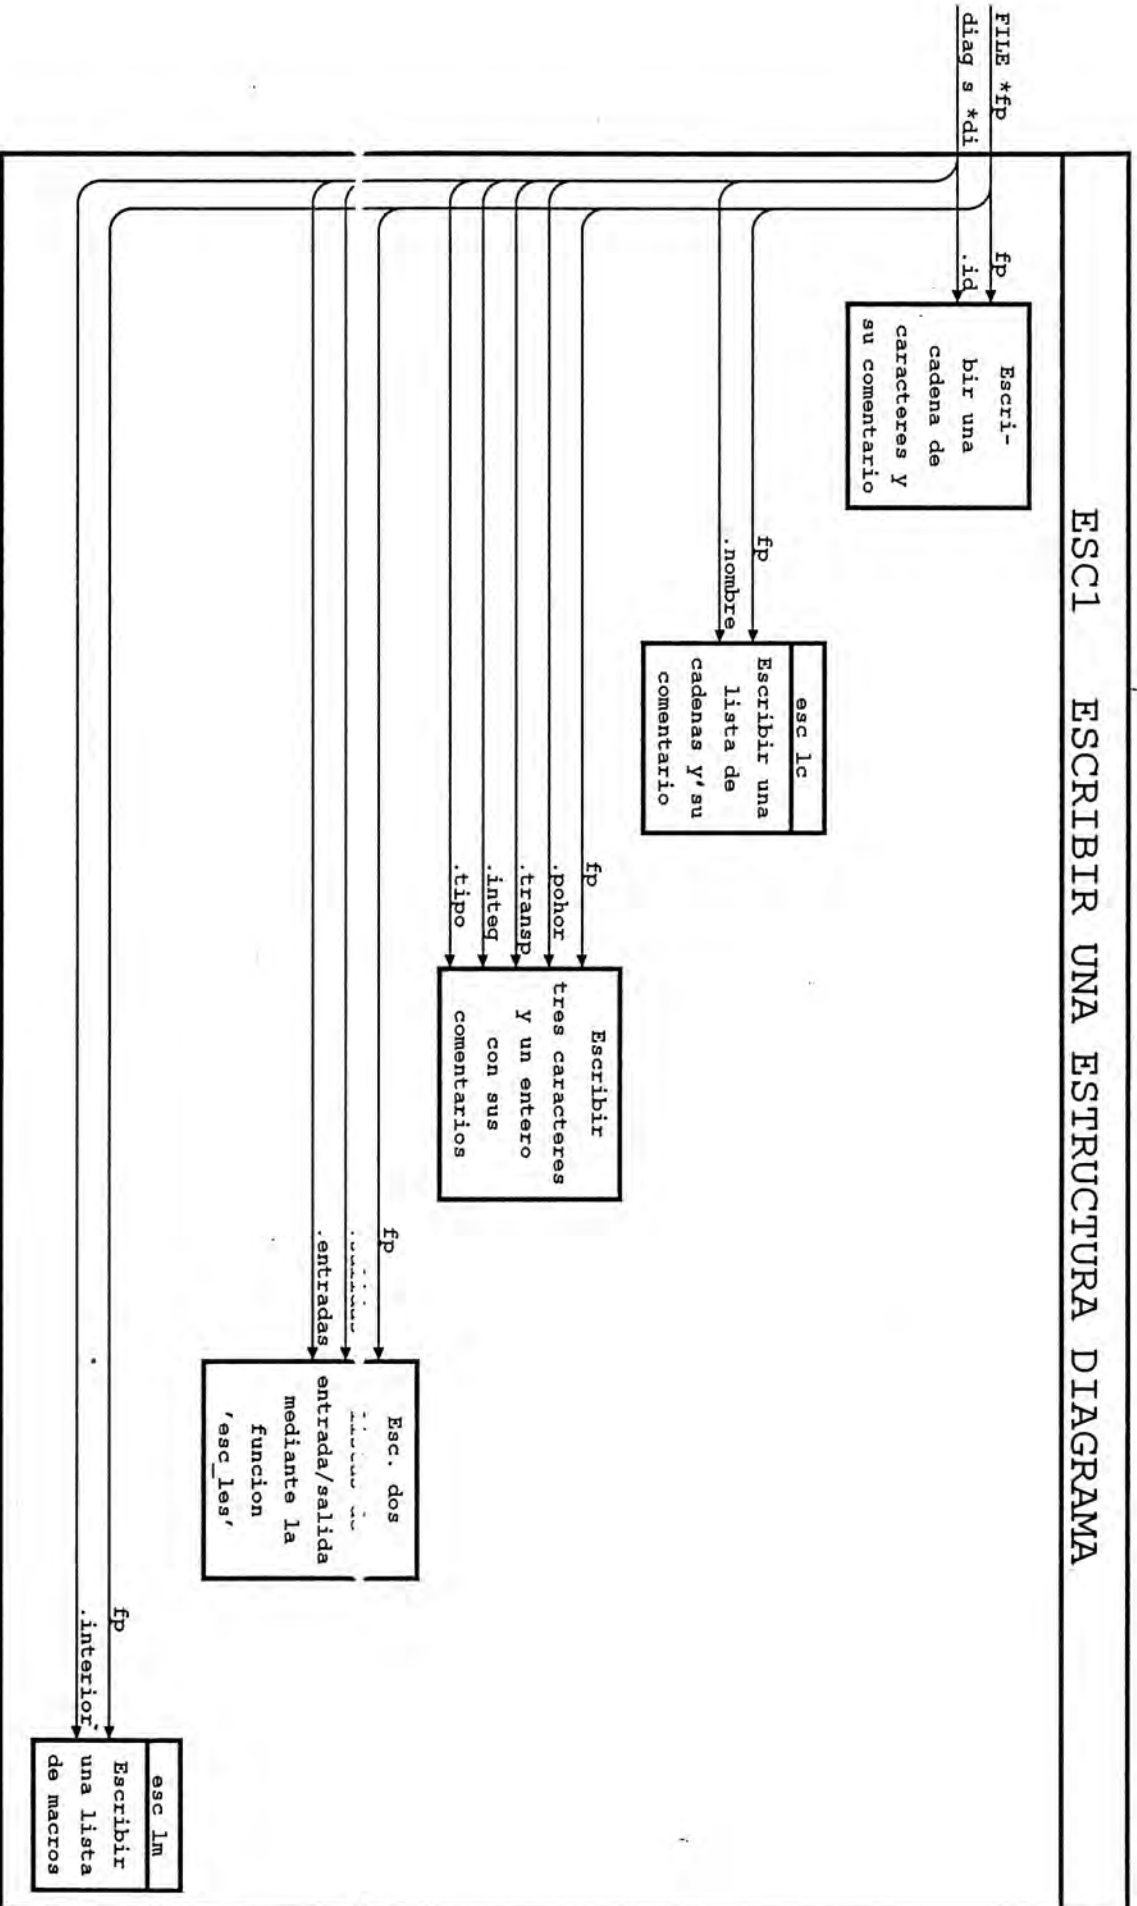 ESC1 ESCRIBIR UNA ESTRUCTURA DIAGRAMA
FILE *fp
diag s *di
fp
.id
Escri-
bir una
cadena de
caracteres y
su comentario
fp
.nombre
esc lc
Escribir una
lista de
cadenas y'su
comentario
fp
.pohor
.transp
.integ
.tipo
Escribir
tres caracteres
y un entero
con sus
comentarios
fp
.entradas
Esc. dos
entrada/salida
mediante la
funcion
'esc_les'
fp
.interior
esc lm
Escribir
una lista
de macros